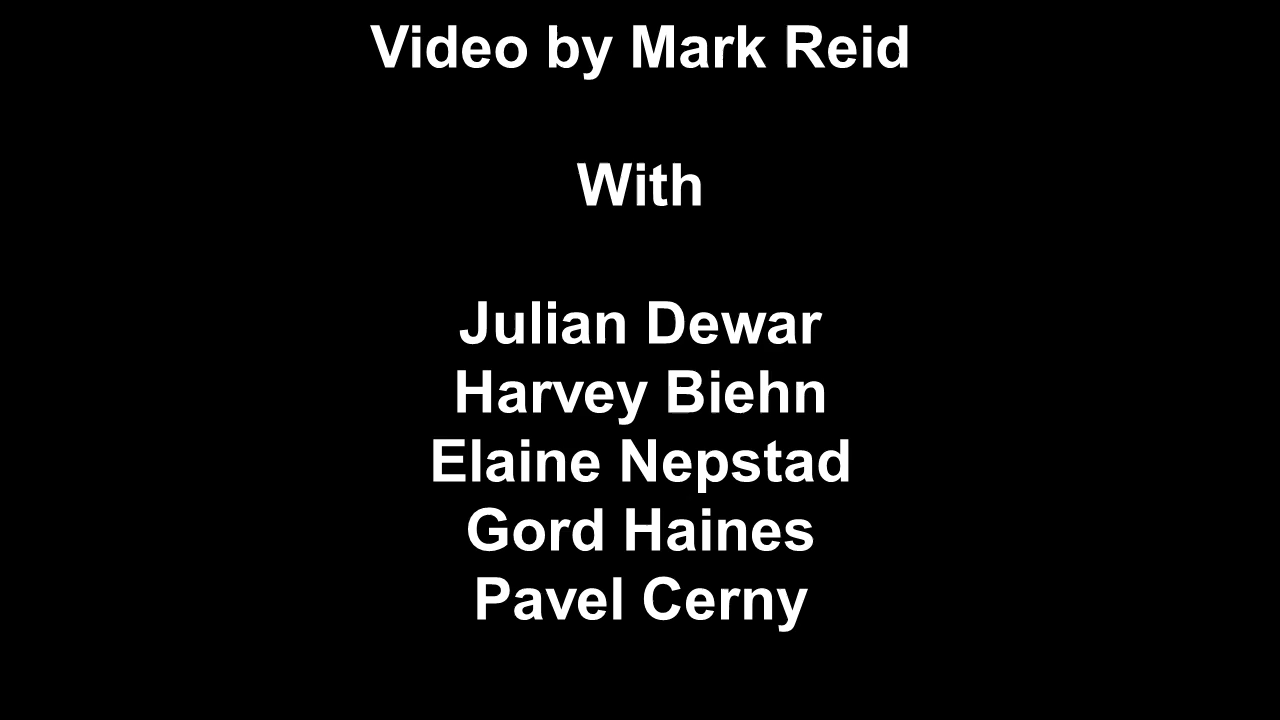 Video by Mark Reid
With
Julian Dewar
Harvey Biehn
Elaine Nepstad
Gord Haines
Pavel Cerny